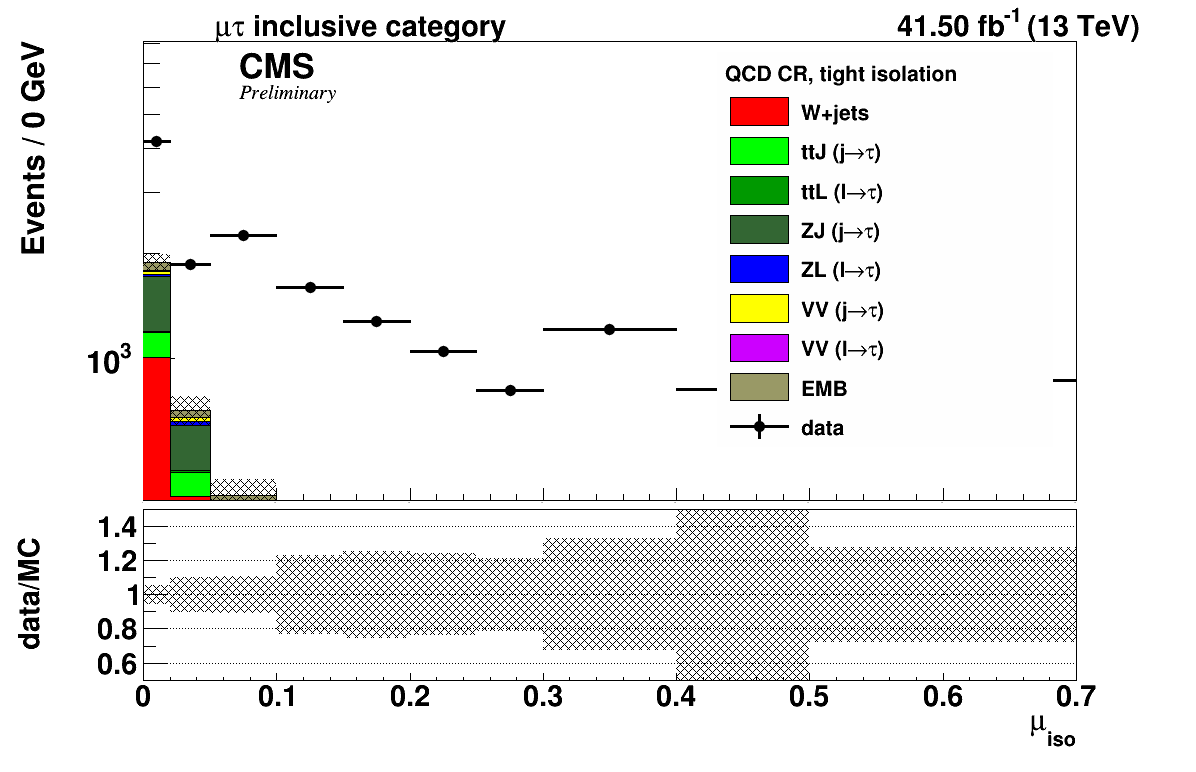 μτ inclusive category 41.50 fb-1 (13 TeV)
Events / 0 GeV
CMS
Preliminary
QCD CR, tight isolation
W+jets
ttJ (j→τ)
ttL (l→τ)
ZJ (j→τ)
ZL (l→τ)
VV (j→τ)
VV (l→τ)
EMB
data
10³
data/MC
1.4
1.2
1
0.8
0.6
0 0.1 0.2 0.3 0.4 0.5 0.6 0.7
μiso